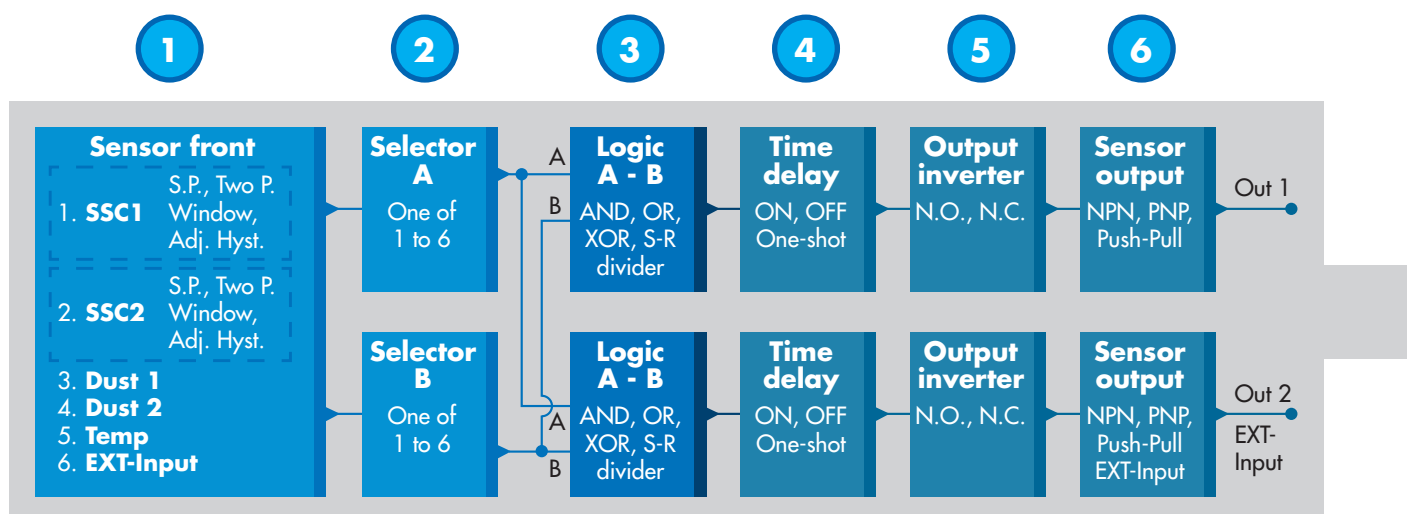 1
2
3
4
5
6
Sensor front
1. SSC1
S.P., Two P.
Window,
Adj. Hyst.
2. SSC2
S.P., Two P.
Window,
Adj. Hyst.
3. Dust 1
4. Dust 2
5. Temp
6. EXT-Input
Selector
A
One of
1 to 6
A
B
Logic
A - B
AND, OR,
XOR, S-R
divider
Time
delay
ON, OFF
One-shot
Output
inverter
N.O., N.C.
Sensor
output
NPN, PNP,
Push-Pull
Out 1
Selector
B
One of
1 to 6
A
B
Logic
A - B
AND, OR,
XOR, S-R
divider
Time
delay
ON, OFF
One-shot
Output
inverter
N.O., N.C.
Sensor
output
NPN, PNP,
Push-Pull
EXT-Input
Out 2
EXT-
Input